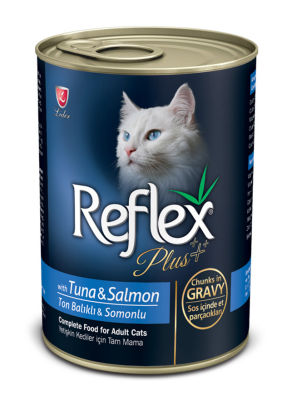 Lider
Reflex
Plus++
with Tuna&Salmon
Ton Balıklı & Somonlu
Complete Food for Adult Cats
Yetişkin Kediler için Tam Mama
Chunks in
GRAVY
Sos içinde et
parçacıkları